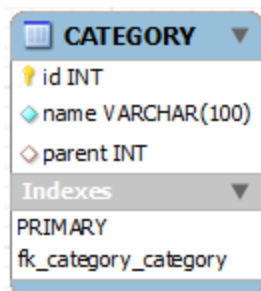 CATEGORY
id INT
name VARCHAR(100)
parent INT
Indexes
PRIMARY
fk_category_category